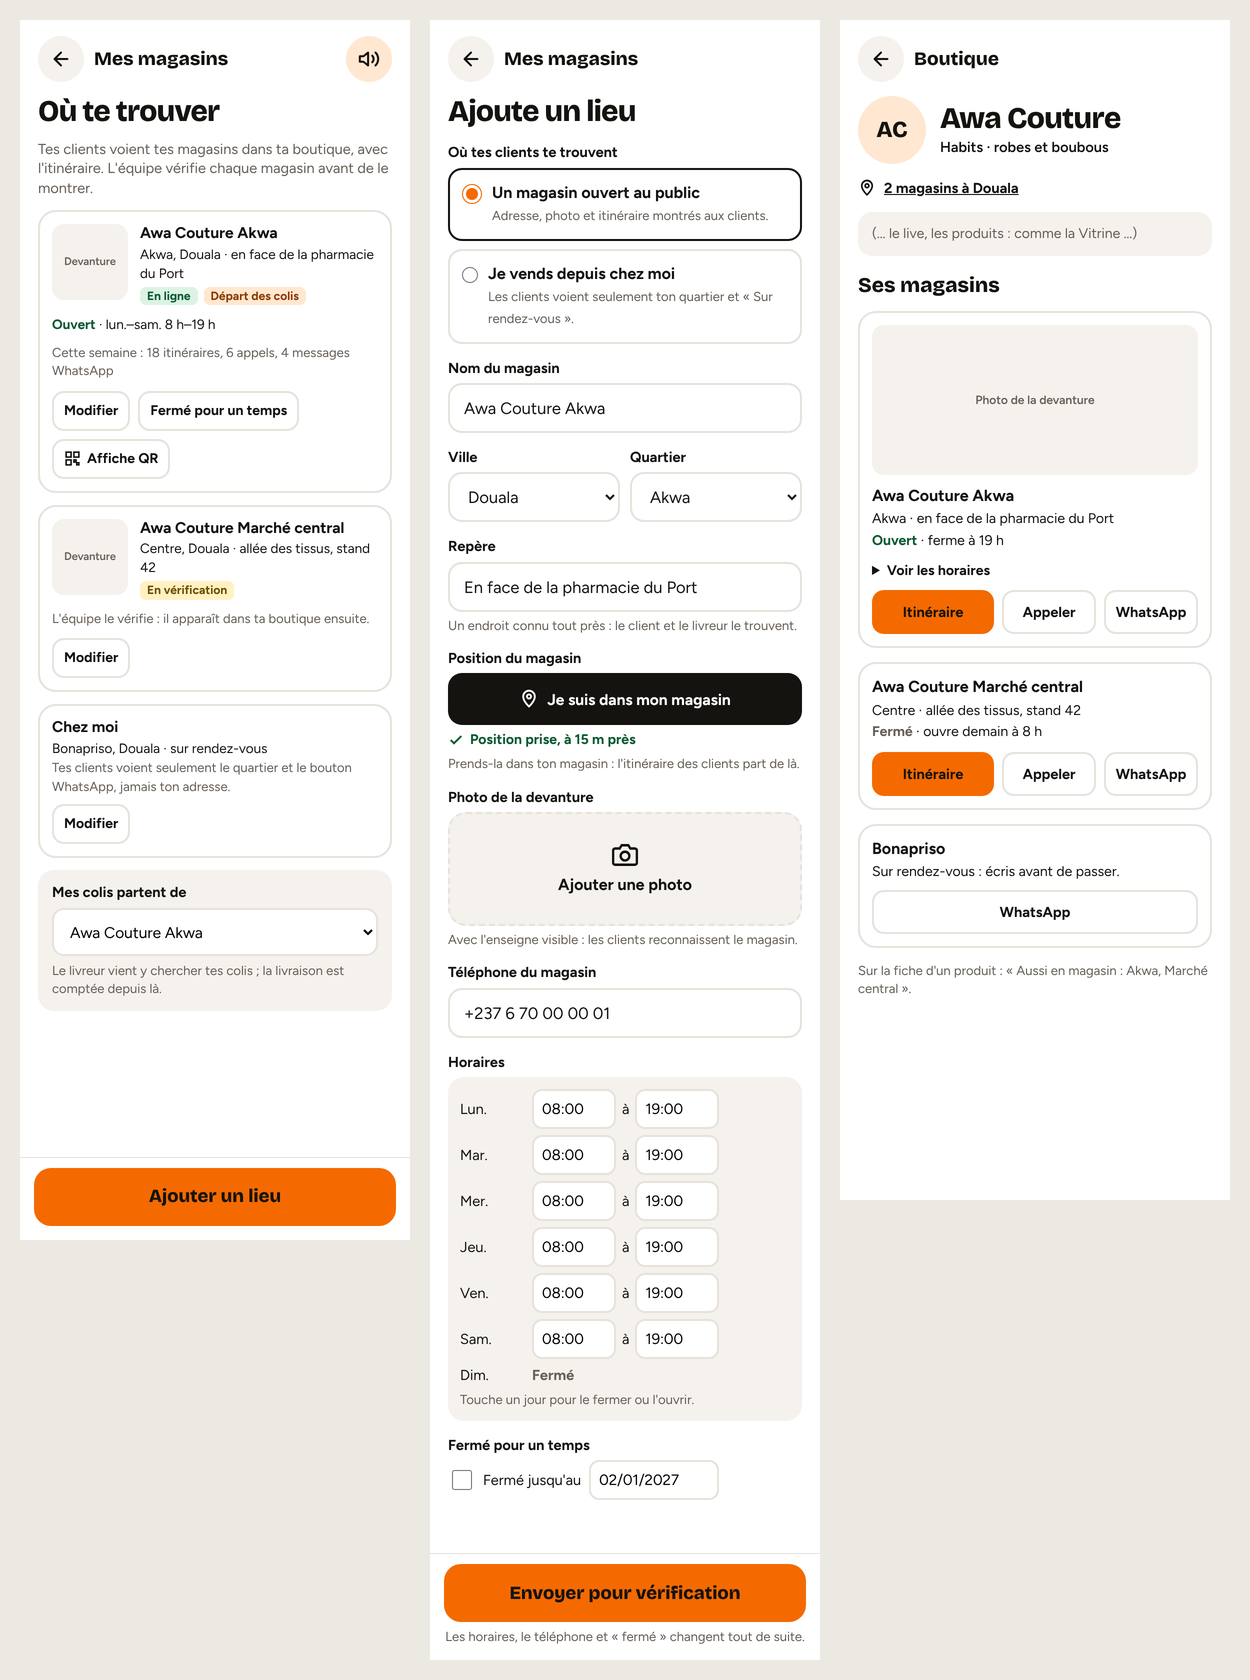 Mes magasins
Où te trouver
Tes clients voient tes magasins dans ta boutique, avec
l'itinéraire. L'équipe vérifie chaque magasin avant de le
montrer.
Devanture
Awa Couture Akwa
Akwa, Douala · en face de la pharmacie
du Port
En ligne
Départ des colis
Ouvert · lun.–sam. 8 h–19 h
Cette semaine : 18 itinéraires, 6 appels, 4 messages
WhatsApp
Modifier
Fermé pour un temps
Affiche QR
Devanture
Awa Couture Marché central
Centre, Douala · allée des tissus, stand
42
En vérification
L'équipe le vérifie : il apparaît dans ta boutique ensuite.
Modifier
Chez moi
Bonapriso, Douala · sur rendez-vous
Tes clients voient seulement le quartier et le bouton
WhatsApp, jamais ton adresse.
Modifier
Mes colis partent de
Awa Couture Akwa
Le livreur vient y chercher tes colis ; la livraison est
comptée depuis là.
Ajouter un lieu
Mes magasins
Ajoute un lieu
Où tes clients te trouvent
Un magasin ouvert au public
Adresse, photo et itinéraire montrés aux clients.
Je vends depuis chez moi
Les clients voient seulement ton quartier et « Sur
rendez-vous ».
Nom du magasin
Awa Couture Akwa
Ville
Quartier
Douala
Akwa
Repère
En face de la pharmacie du Port
Un endroit connu tout près : le client et le livreur le trouvent.
Position du magasin
Je suis dans mon magasin
Position prise, à 15 m près
Prends-la dans ton magasin : l'itinéraire des clients part de là.
Photo de la devanture
Ajouter une photo
Avec l'enseigne visible : les clients reconnaissent le magasin.
Téléphone du magasin
+237 6 70 00 00 01
Horaires
Lun. 08:00 à 19:00
Mar. 08:00 à 19:00
Mer. 08:00 à 19:00
Jeu. 08:00 à 19:00
Ven. 08:00 à 19:00
Sam. 08:00 à 19:00
Dim. Fermé
Touche un jour pour le fermer ou l'ouvrir.
Fermé pour un temps
Fermé jusqu'au 02/01/2027
Envoyer pour vérification
Les horaires, le téléphone et « fermé » changent tout de suite.
Boutique
AC
Awa Couture
Habits · robes et boubous
2 magasins à Douala
(... le live, les produits : comme la Vitrine ...)
Ses magasins
Photo de la devanture
Awa Couture Akwa
Akwa · en face de la pharmacie du Port
Ouvert · ferme à 19 h
Voir les horaires
Itinéraire
Appeler
WhatsApp
Awa Couture Marché central
Centre · allée des tissus, stand 42
Fermé · ouvre demain à 8 h
Itinéraire
Appeler
WhatsApp
Bonapriso
Sur rendez-vous : écris avant de passer.
WhatsApp
Sur la fiche d'un produit : « Aussi en magasin : Akwa, Marché
central ».